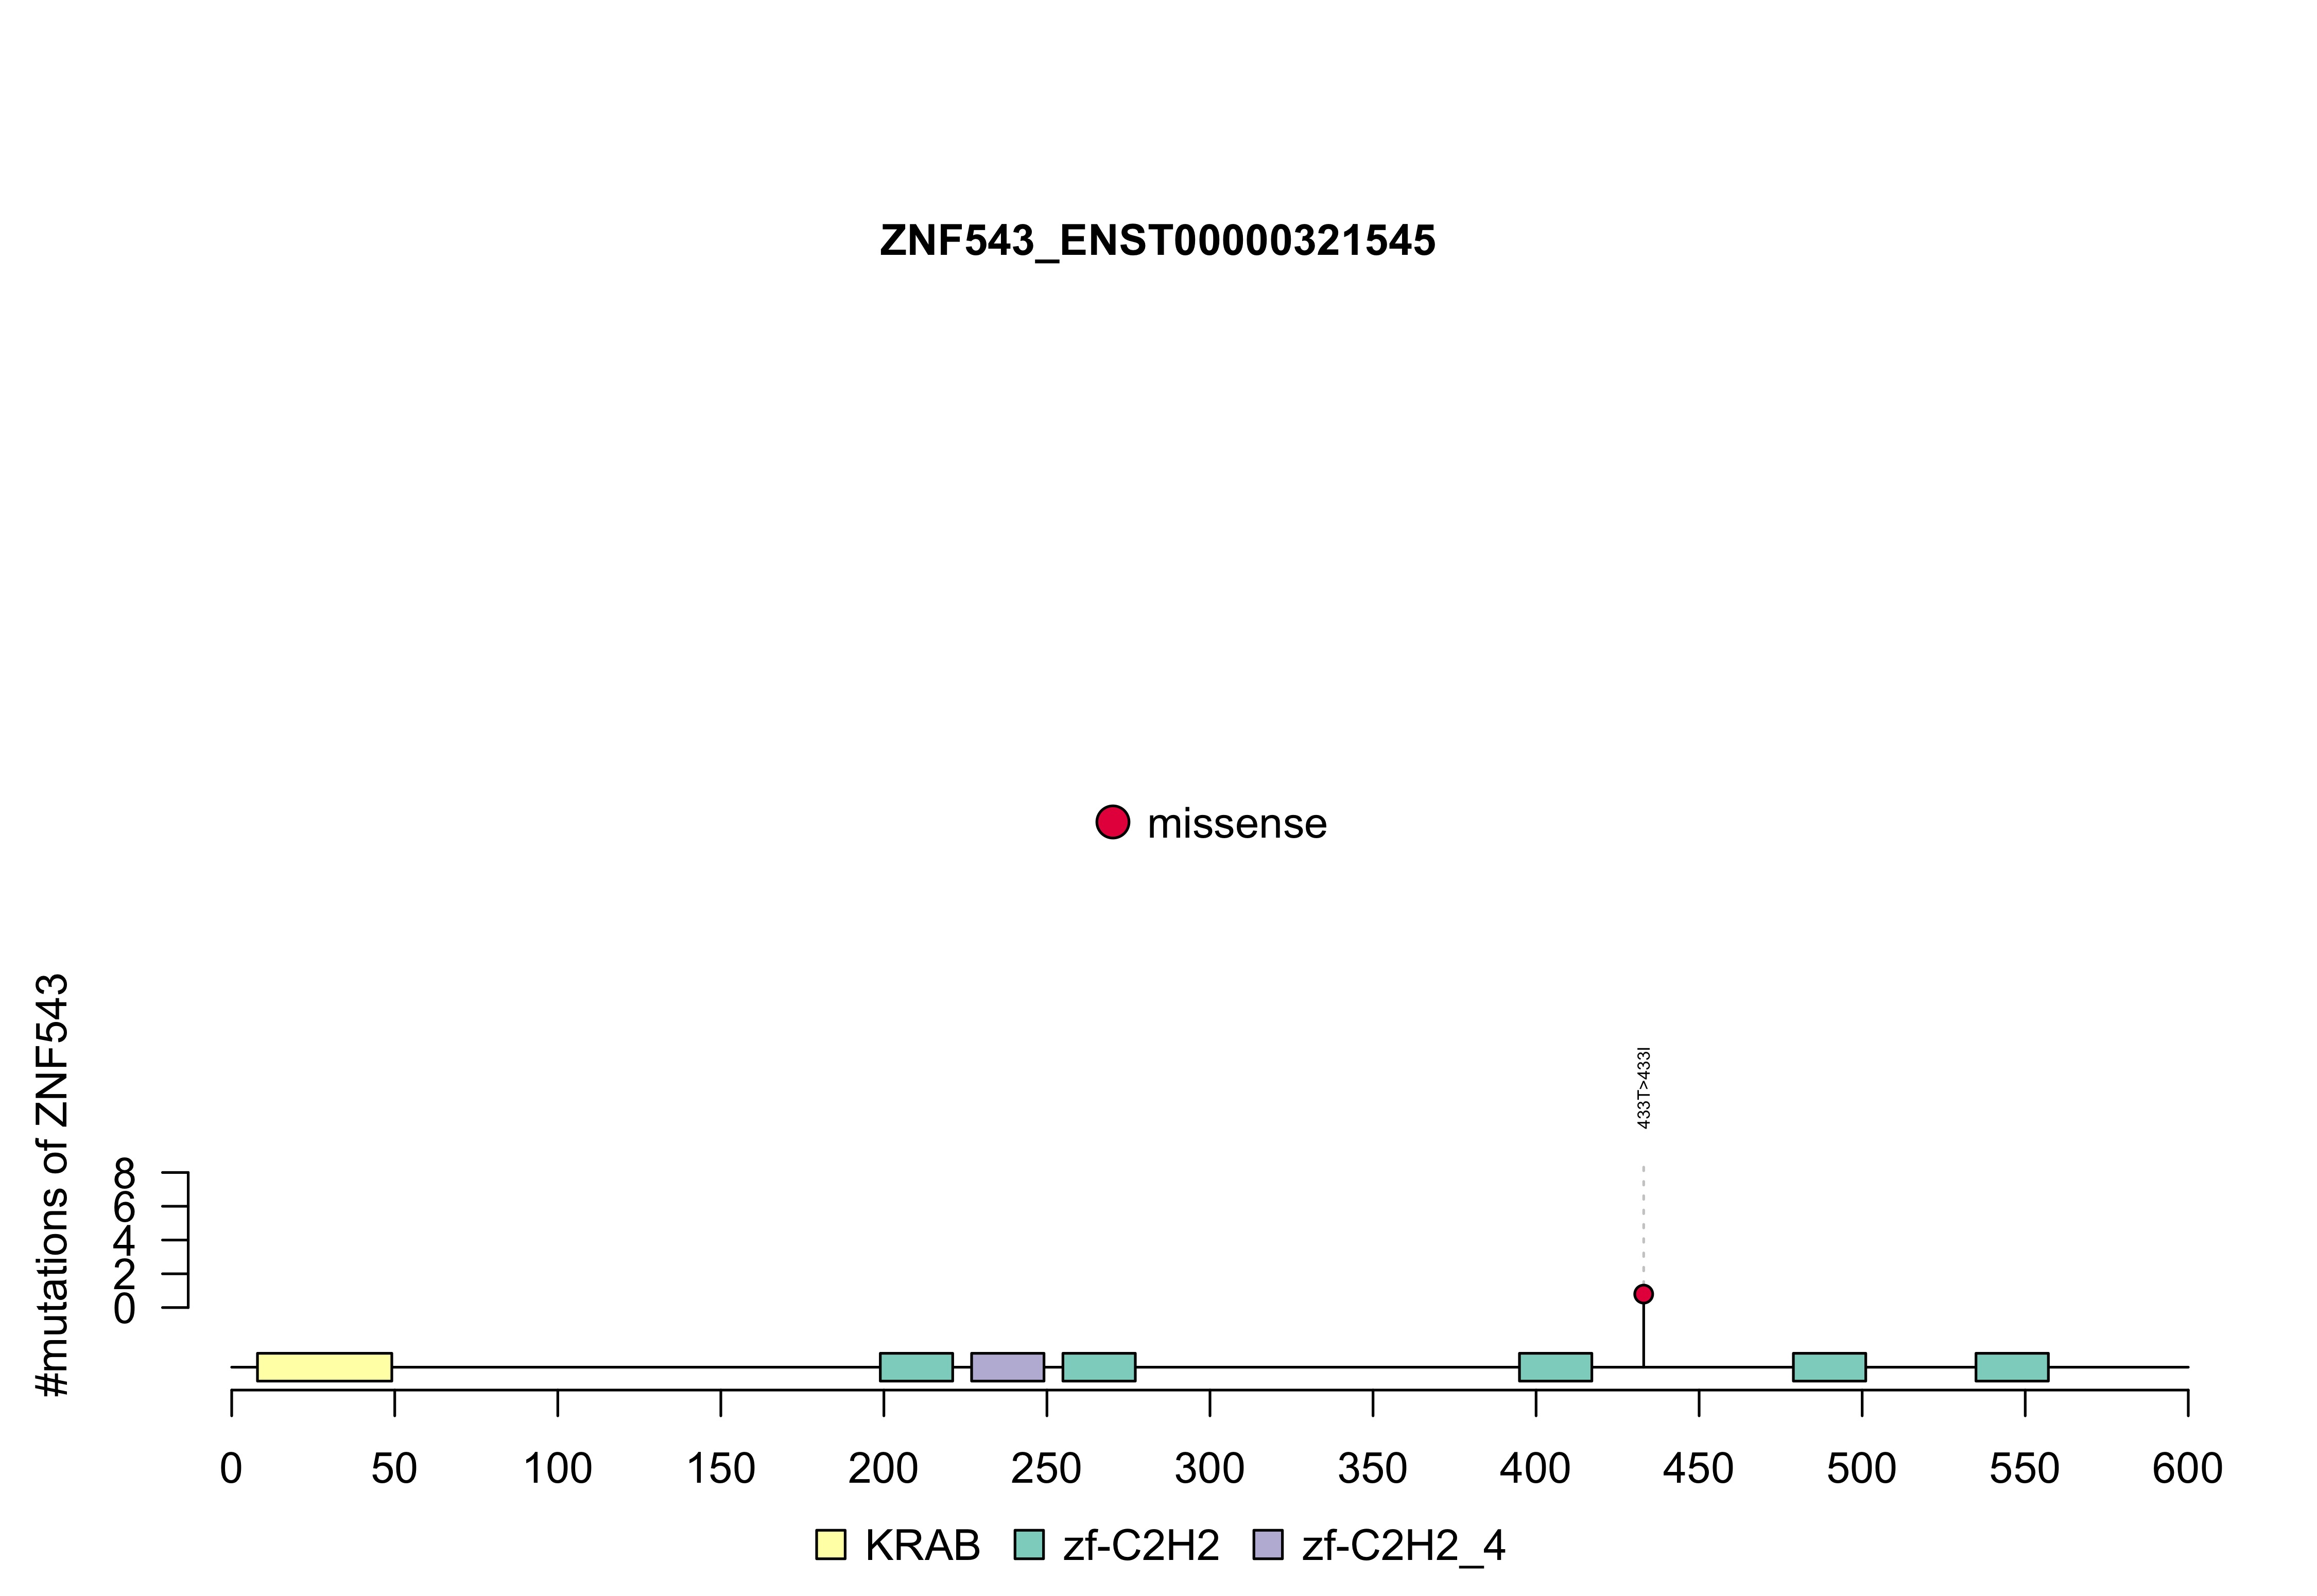 ZNF543_ENST00000321545
missense
#mutations of ZNF543
433T>433I
8
6
4
2
0
0 50 100 150 200 250 300 350 400 450 500 550 600
KRAB zf-C2H2 zf-C2H2_4